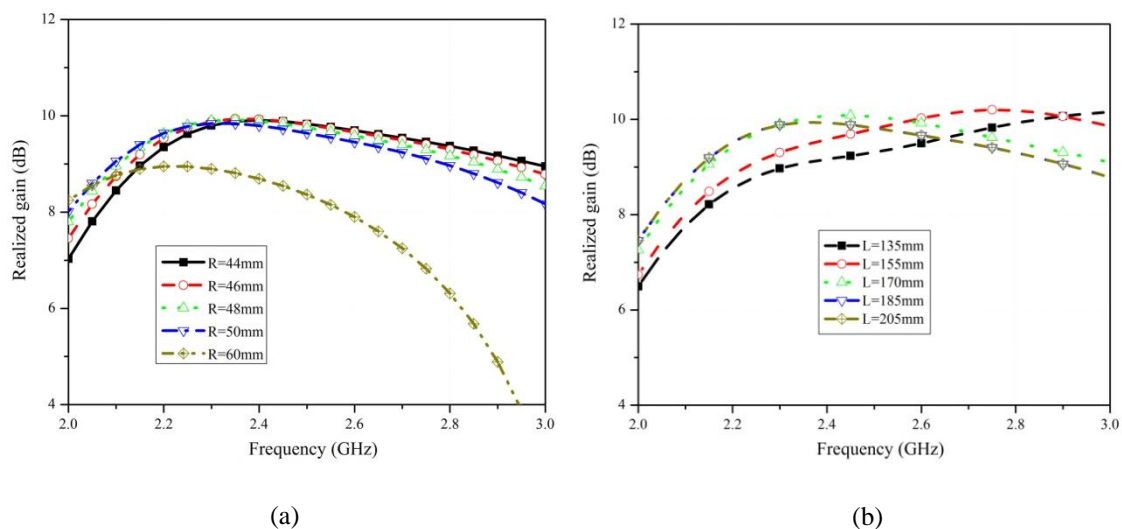 12
10
8
6
4
Realized gain (dB)
R=44mm
R=46mm
R=48mm
R=50mm
R=60mm
2.0 2.2 2.4 2.6 2.8 3.0
Frequency (GHz)
(a)
12
10
8
6
4
Realized gain (dB)
L=135mm
L=155mm
L=170mm
L=185mm
L=205mm
2.0 2.2 2.4 2.6 2.8 3.0
Frequency (GHz)
(b)